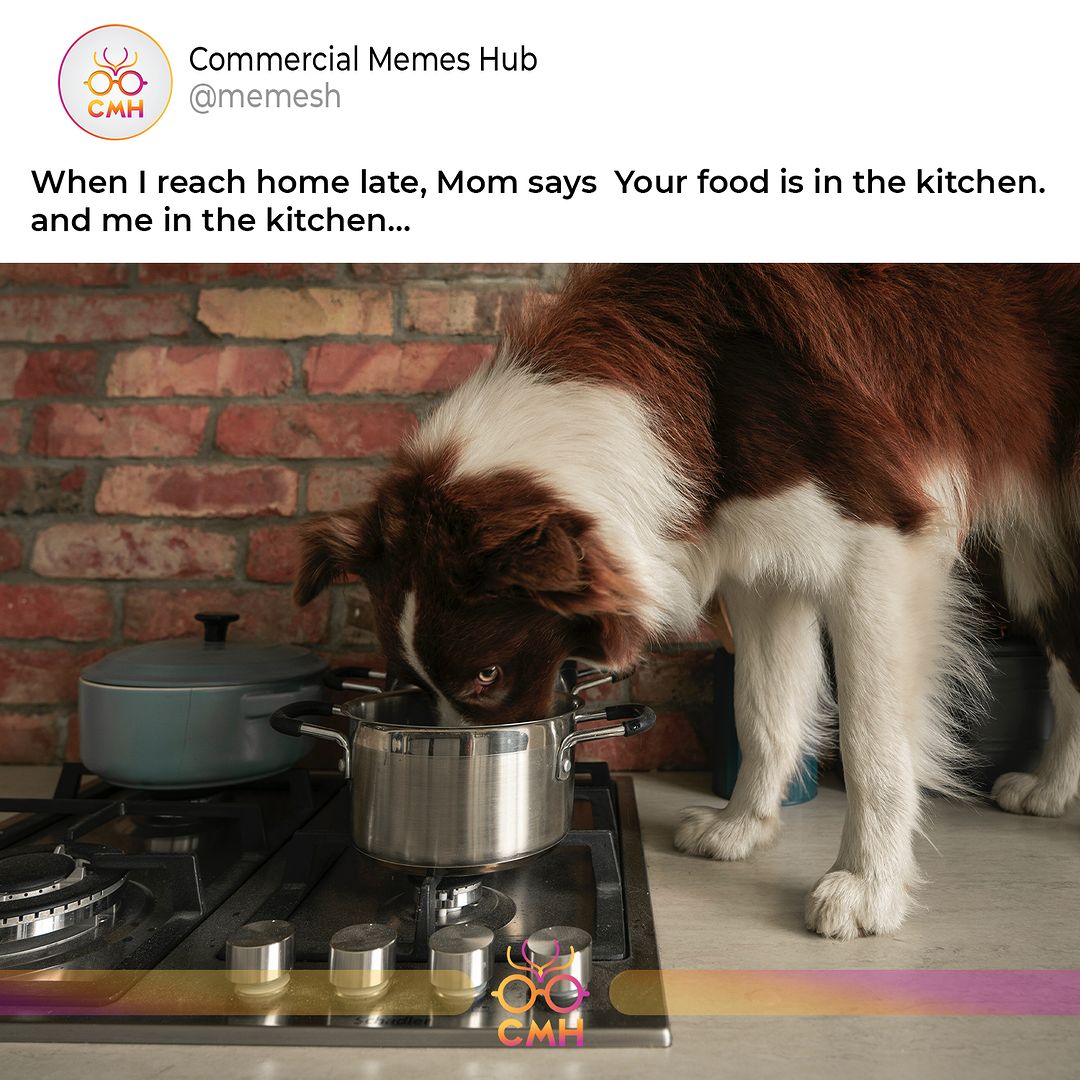 CMH
Commercial Memes Hub
@memesh
When I reach home late, Mom says  Your food is in the kitchen.
and me in the kitchen...
Schadler
CMH